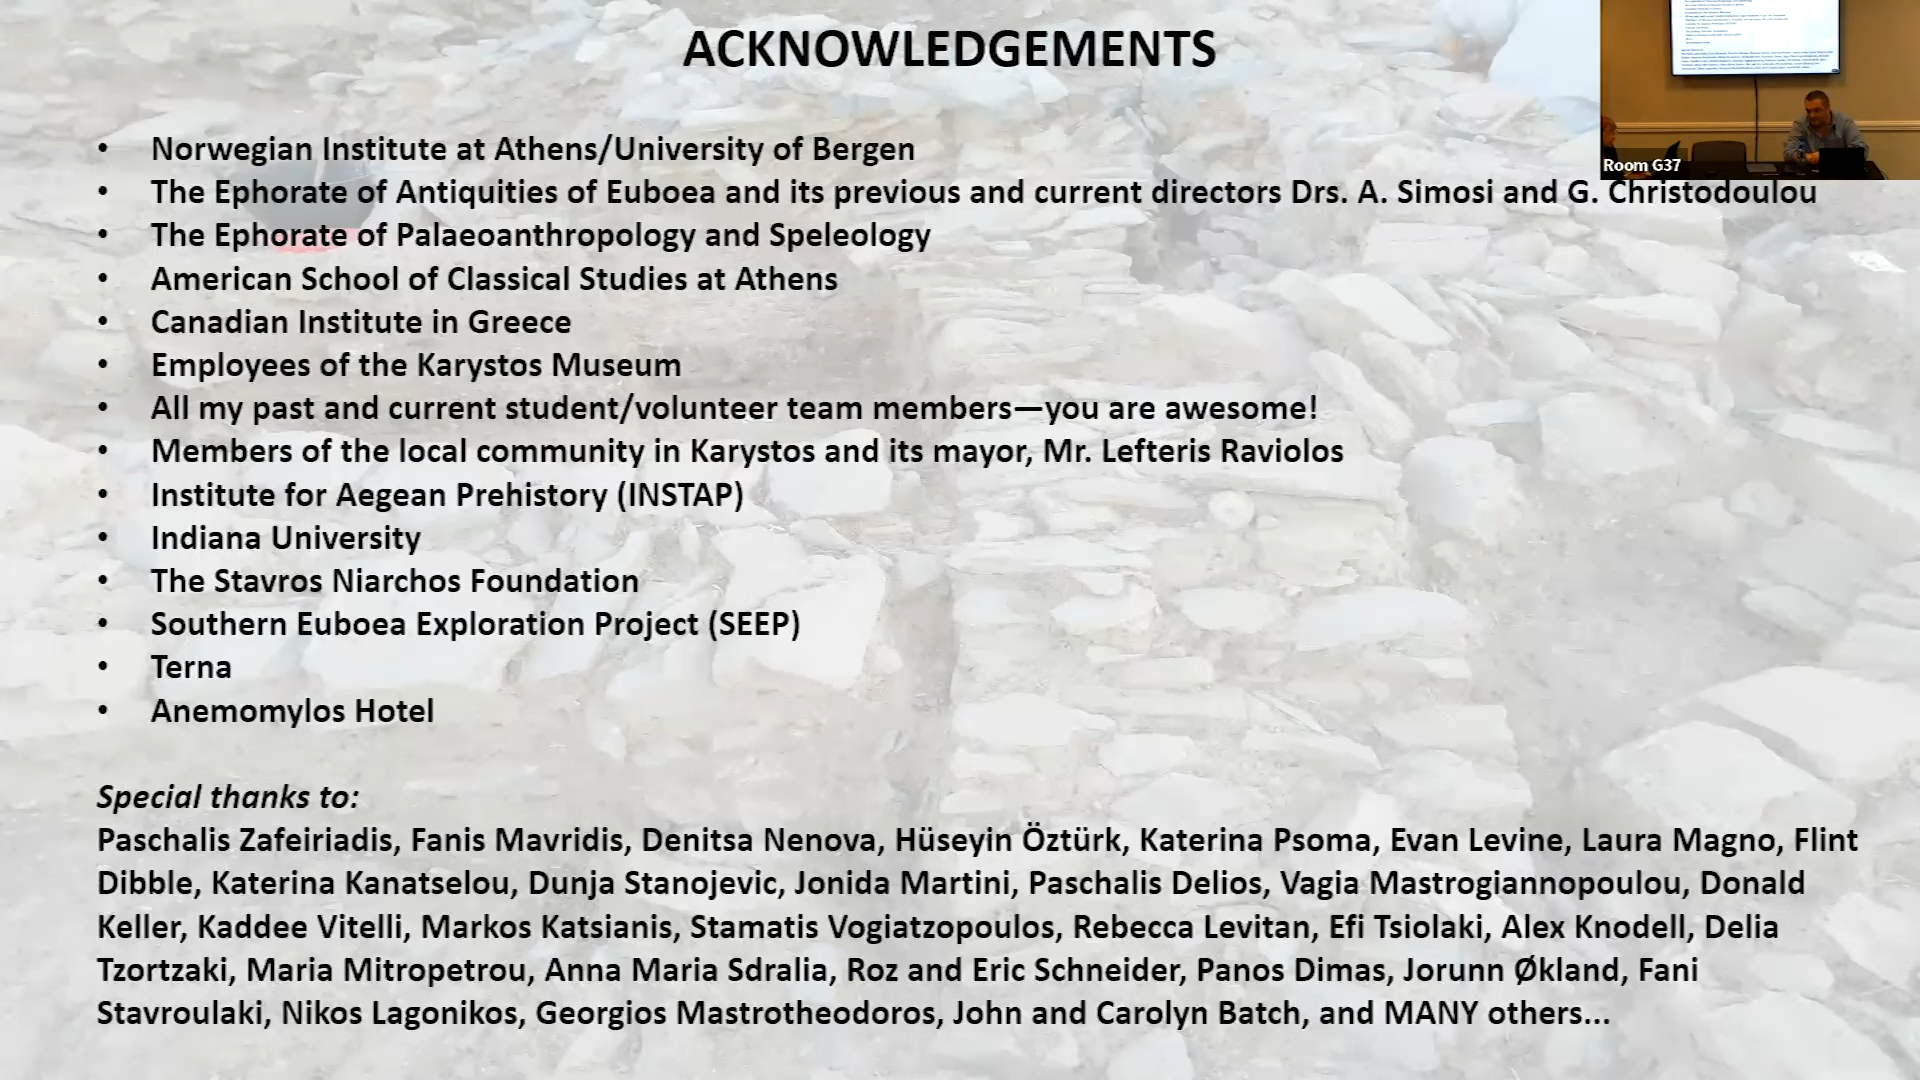 ACKNOWLEDGEMENTS
• Norwegian Institute at Athens/University of Bergen
• The Ephorate of Antiquities of Euboea and its previous and current directors Drs. A. Simosi and G. Christodoulou
• The Ephorate of Palaeoanthropology and Speleology
• American School of Classical Studies at Athens
• Canadian Institute in Greece
• Employees of the Karystos Museum
• All my past and current student/volunteer team members—you are awesome!
• Members of the local community in Karystos and its mayor, Mr. Lefteris Raviolos
• Institute for Aegean Prehistory (INSTAP)
• Indiana University
• The Stavros Niarchos Foundation
• Southern Euboea Exploration Project (SEEP)
• Terna
• Anemomylos Hotel
Special thanks to:
Paschalis Zafeiriadis, Fanis Mavridis, Denitsa Nenova, Hüseyin Öztürk, Katerina Psoma, Evan Levine, Laura Magno, Flint
Dibble, Katerina Kanatselou, Dunja Stanojevic, Jonida Martini, Paschalis Delios, Vagia Mastrogiannopoulou, Donald
Keller, Kaddee Vitelli, Markos Katsianis, Stamatis Vogiatzopoulos, Rebecca Levitan, Efi Tsiolaki, Alex Knodell, Delia
Tzortzaki, Maria Mitropetrou, Anna Maria Sdralia, Roz and Eric Schneider, Panos Dimas, Jorunn Økland, Fani
Stavroulaki, Nikos Lagonikos, Georgios Mastrotheodoros, John and Carolyn Batch, and MANY others...
Room G37